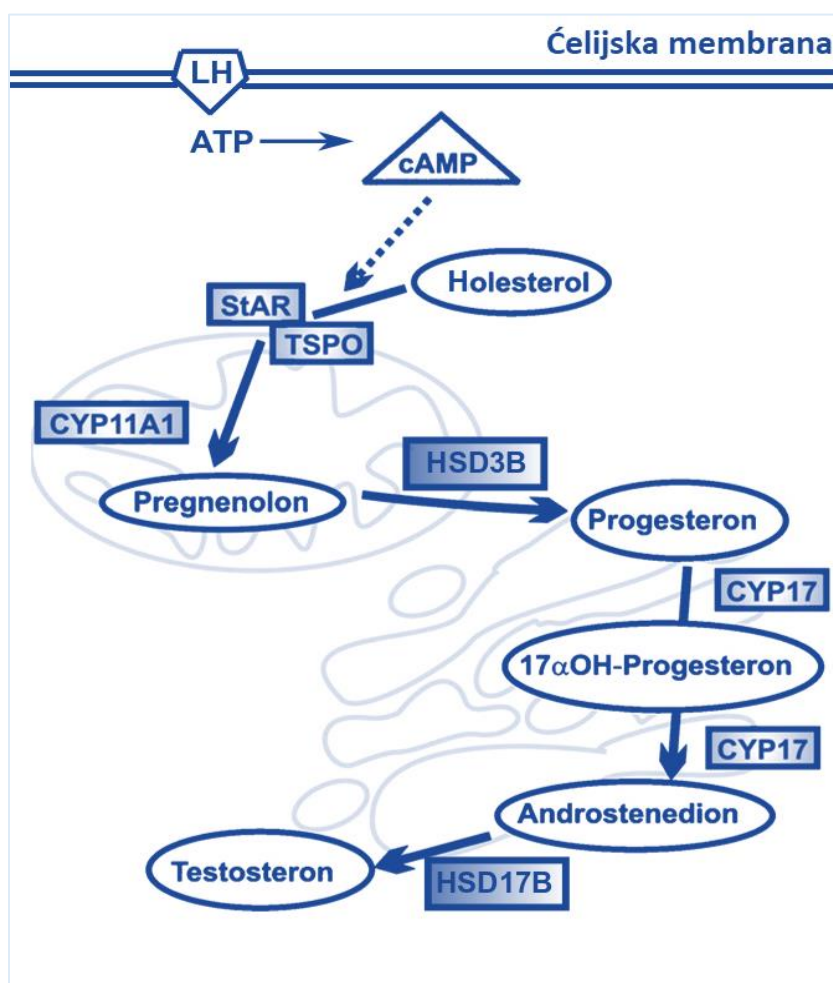 Ćelijska membrana
LH
ATP
cAMP
Holesterol
StAR
TSPO
CYP11A1
HSD3B
Pregnenolon
Progesteron
CYP17
17αOH-Progesteron
CYP17
Androstenedion
Testosteron
HSD17B